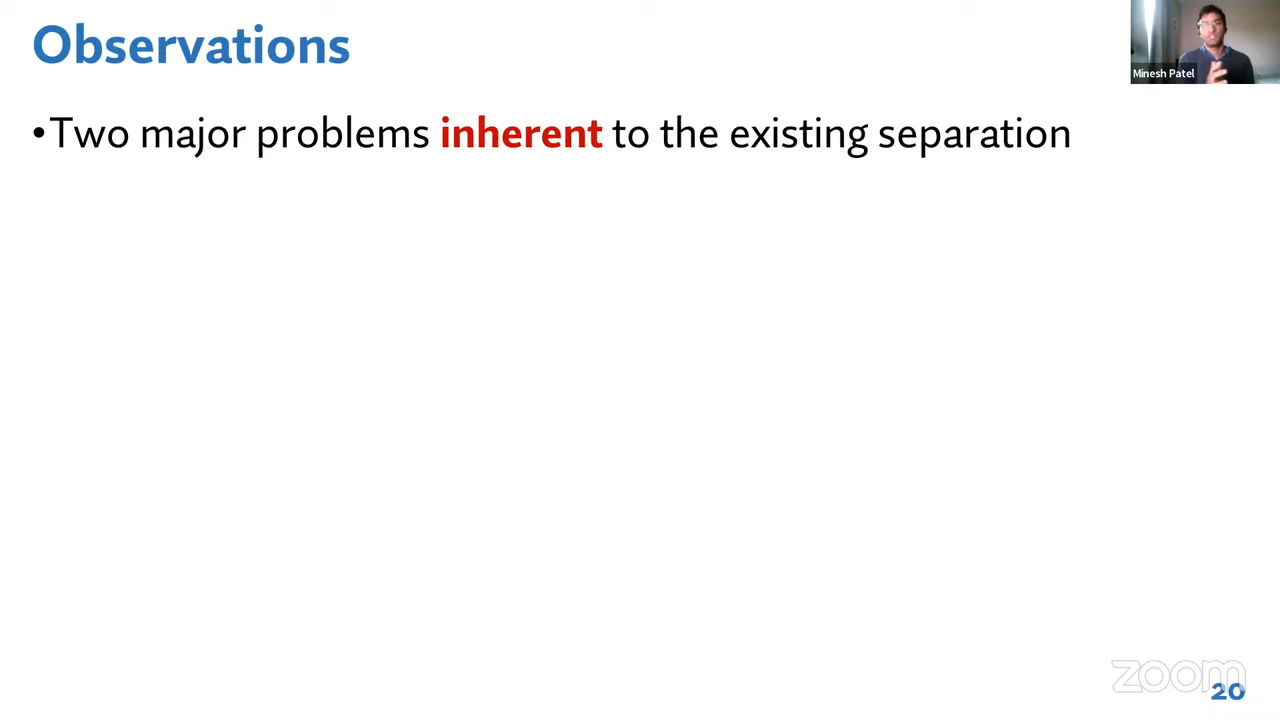 Observations
Minesh Patel
•Two major problems inherent to the existing separation
zoom
20